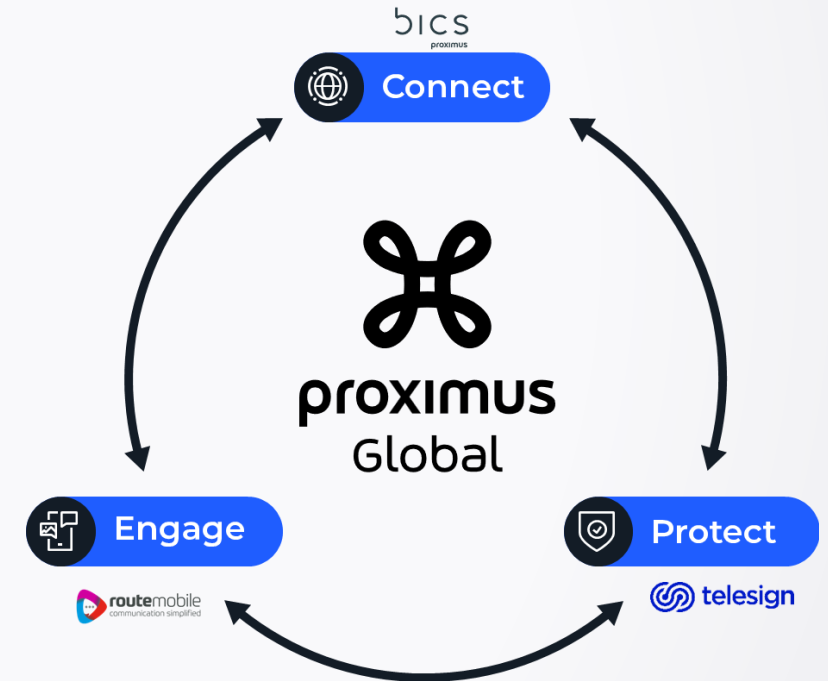 bics
proximus
Connect
proximus
Global
Engage
Protect
routemobile
communication simplified
telesign